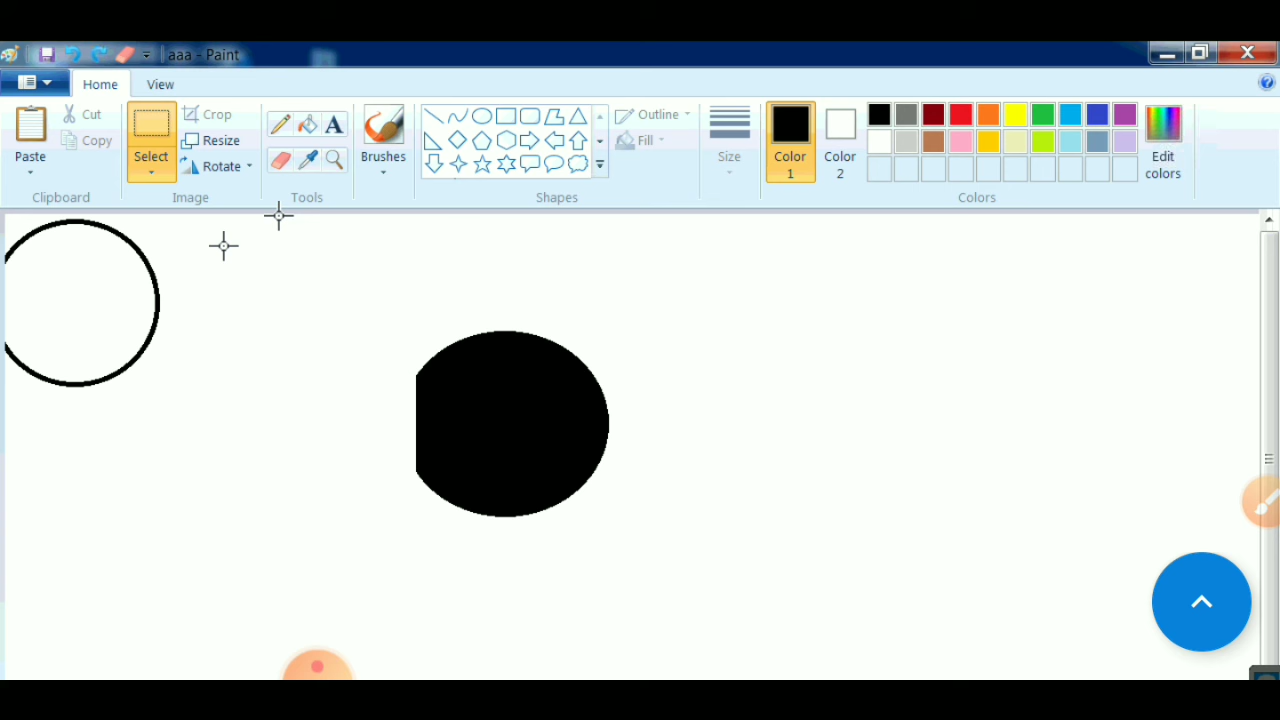 aaa - Paint
Home View
Paste
Cut
Copy
Clipboard
Select
Crop
Resize
Rotate
Image
A
Tools
Brushes
Outline
Fill
Shapes
Size
Color 1
Color 2
Edit colors
Colors